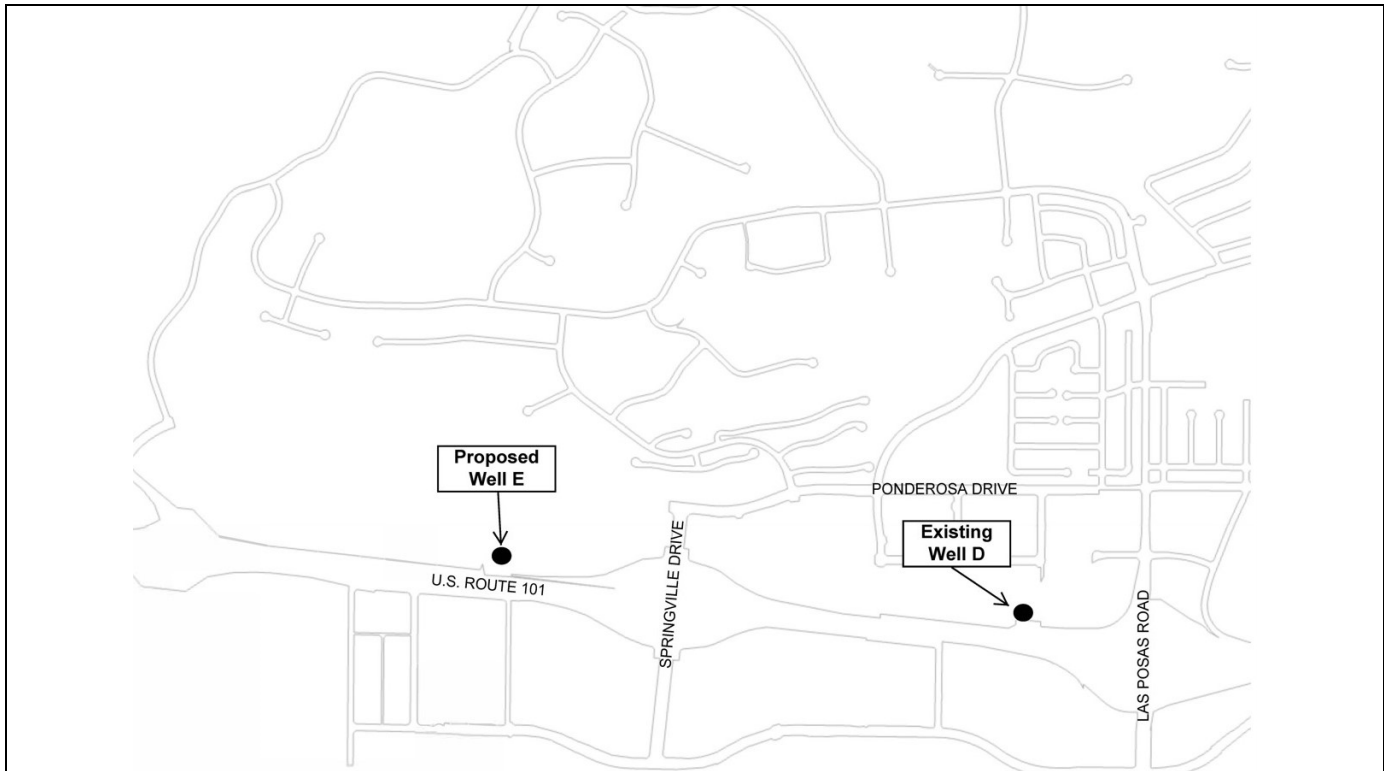 Proposed
Well E
PONDEROSA DRIVE
Existing
Well D
SPRINGVILLE DRIVE
U.S. ROUTE 101
LAS POSAS ROAD